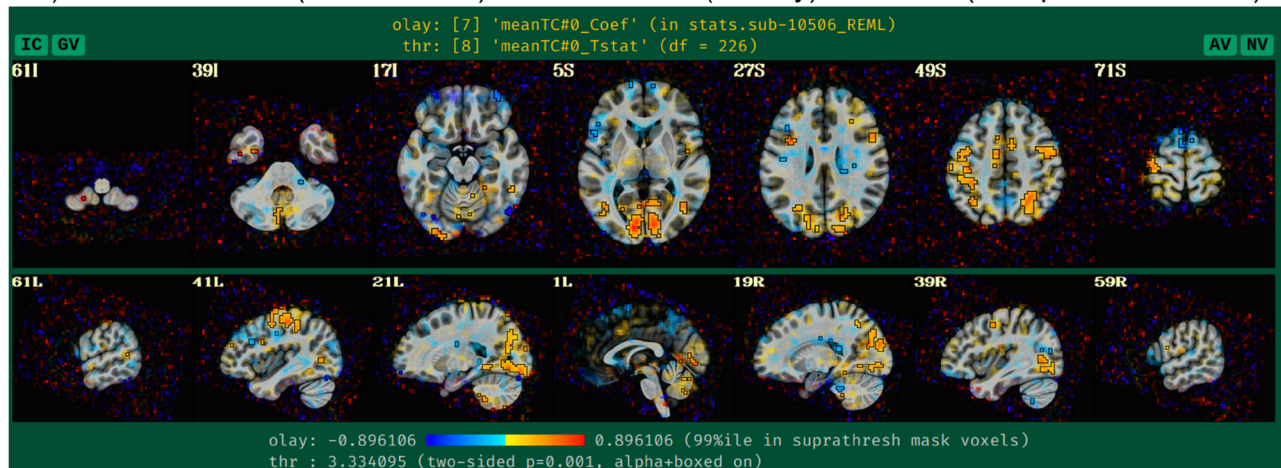 olay: [7] 'meanTC#0_Coef' (in stats.sub-10506_REML)
thr: [8] 'meanTC#0_Tstat' (df = 226)
IC GV
AV NV
61I 39I 17I 5S 27S 49S 71S
61L 41L 21L 1L 19R 39R 59R
olay: -0.896106 0.896106 (99%ile in suprathresh mask voxels)
thr : 3.334095 (two-sided p=0.001, alpha+boxed on)